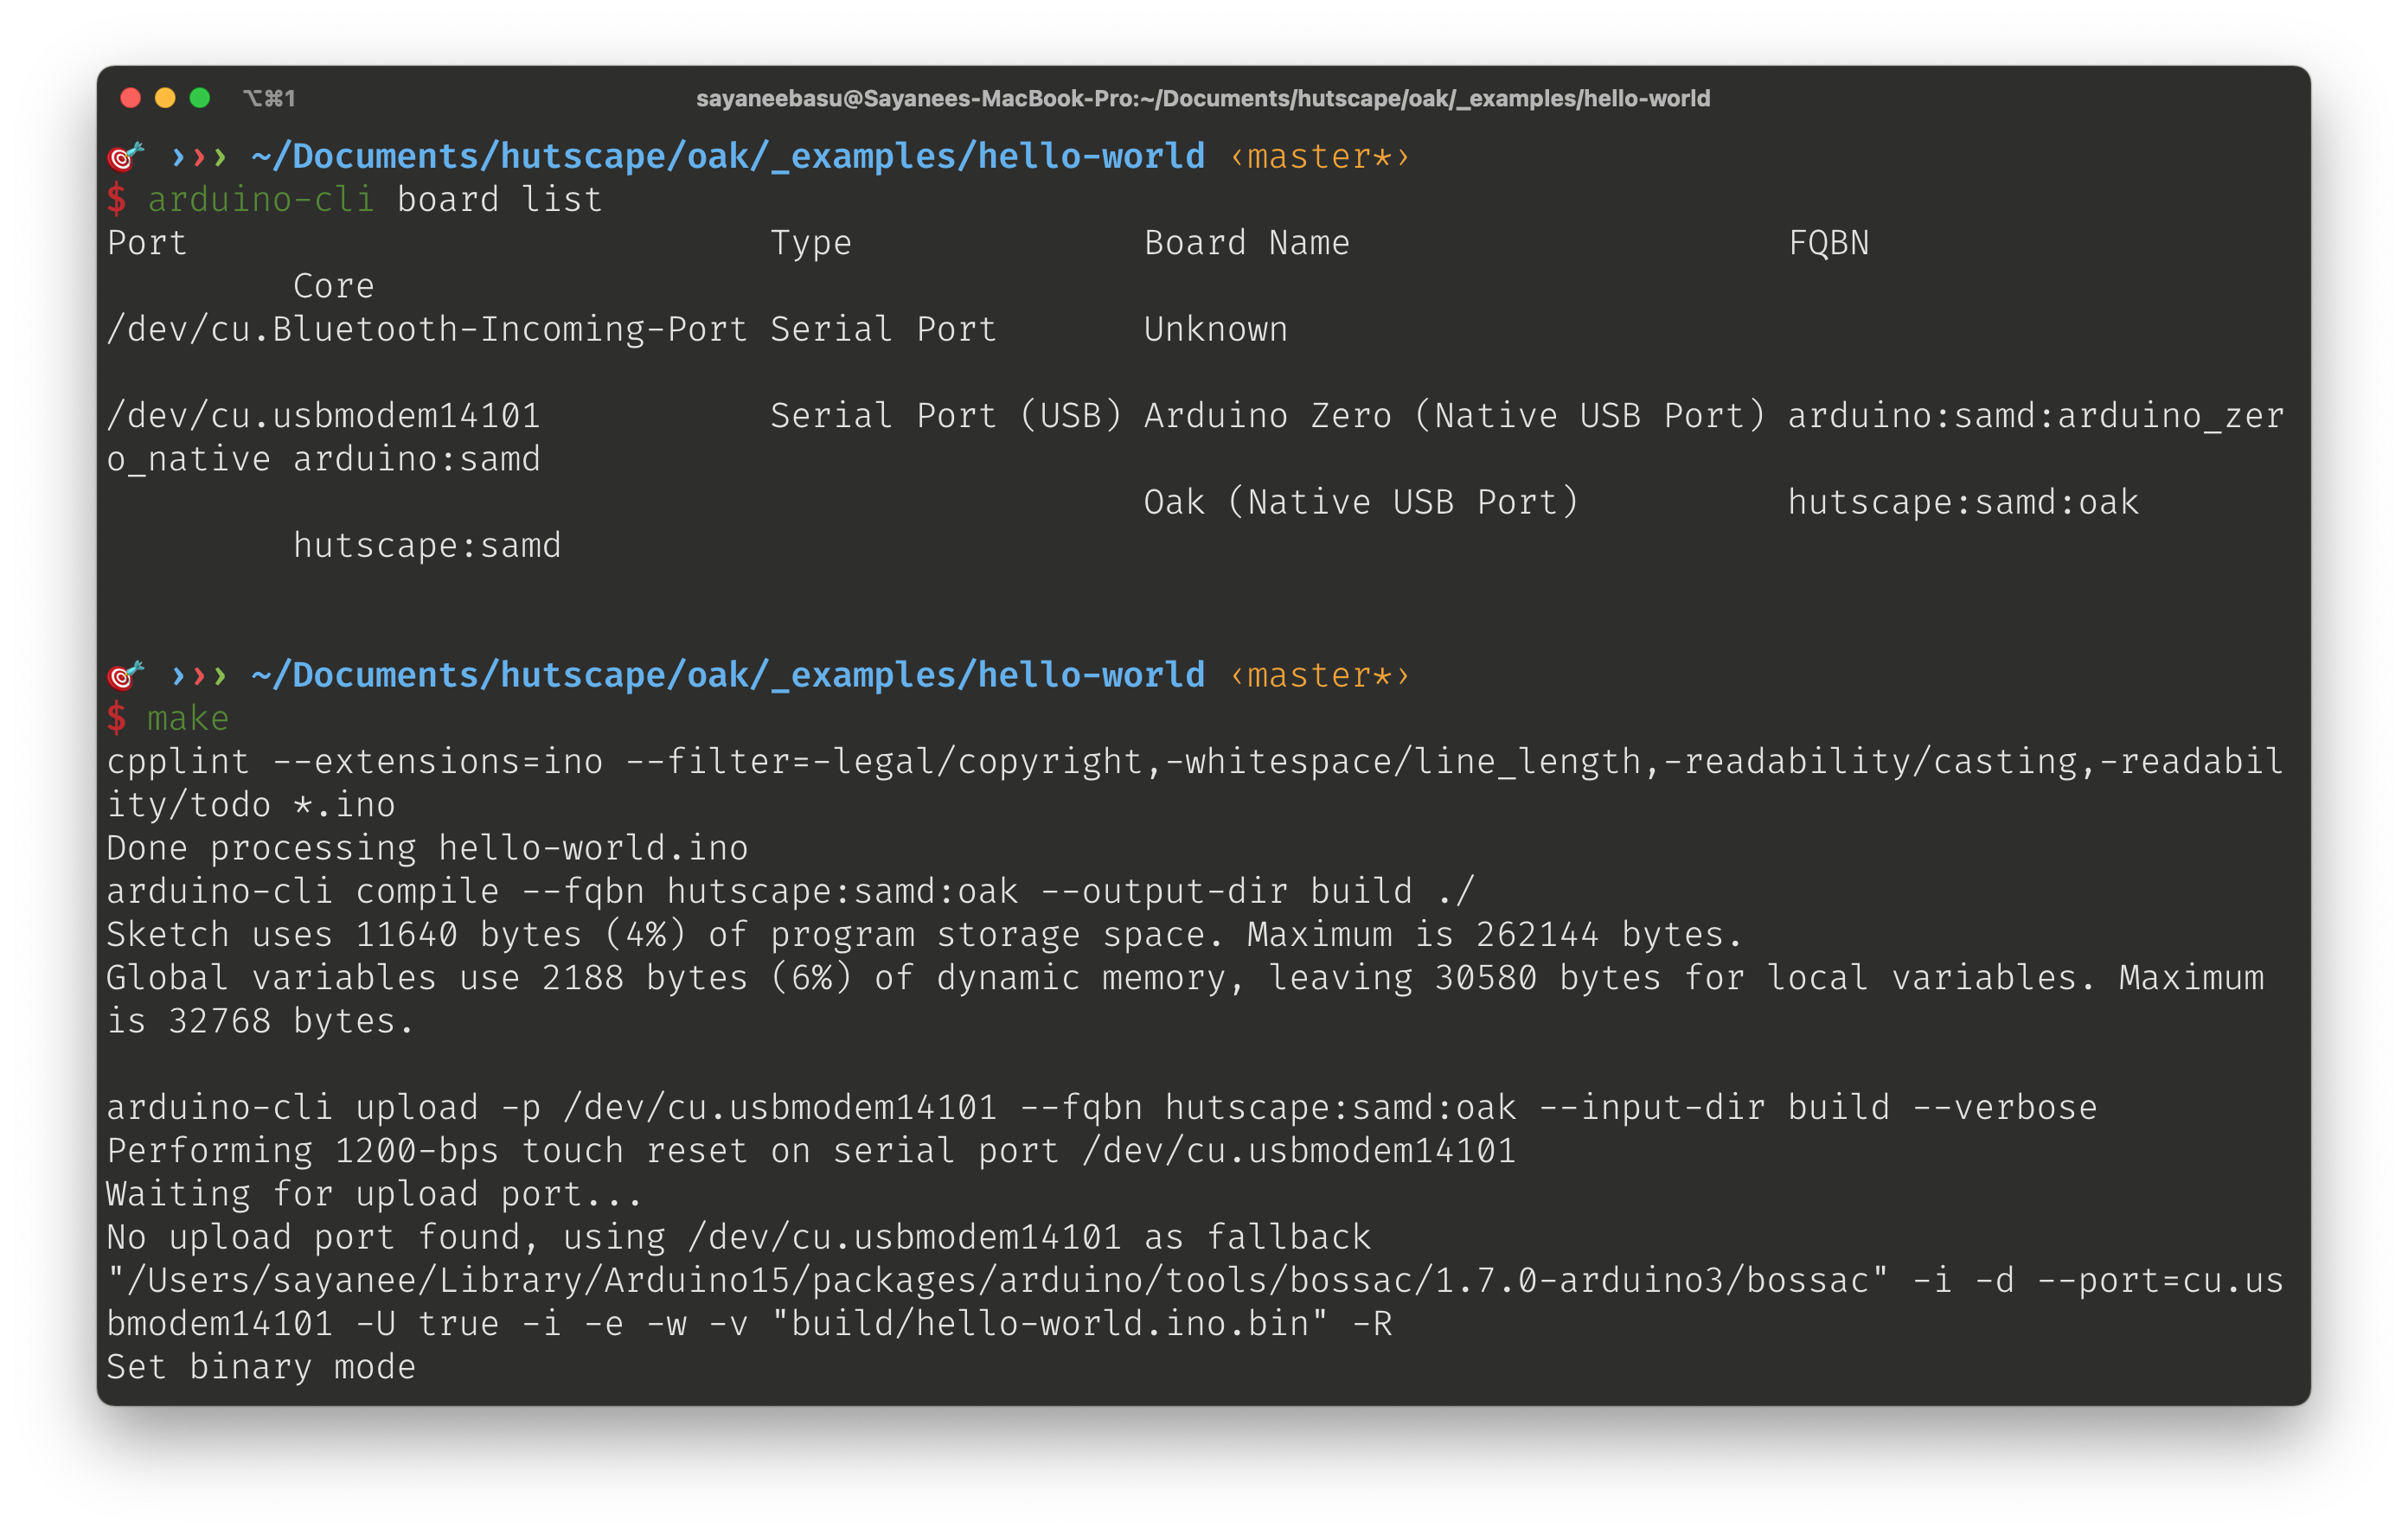 ⌥⌘1 sayaneebasu@Sayanees-MacBook-Pro:~/Documents/hutscape/oak/_examples/hello-world
🎯 ››› ~/Documents/hutscape/oak/_examples/hello-world ‹master*›
$ arduino-cli board list
Port Type Board Name FQBN
Core
/dev/cu.Bluetooth-Incoming-Port Serial Port Unknown
/dev/cu.usbmodem14101 Serial Port (USB) Arduino Zero (Native USB Port) arduino:samd:arduino_zer
o_native arduino:samd
Oak (Native USB Port) hutscape:samd:oak
hutscape:samd
🎯 ››› ~/Documents/hutscape/oak/_examples/hello-world ‹master*›
$ make
cpplint --extensions=ino --filter=-legal/copyright,-whitespace/line_length,-readability/casting,-readabil
ity/todo *.ino
Done processing hello-world.ino
arduino-cli compile --fqbn hutscape:samd:oak --output-dir build ./
Sketch uses 11640 bytes (4%) of program storage space. Maximum is 262144 bytes.
Global variables use 2188 bytes (6%) of dynamic memory, leaving 30580 bytes for local variables. Maximum
is 32768 bytes.
arduino-cli upload -p /dev/cu.usbmodem14101 --fqbn hutscape:samd:oak --input-dir build --verbose
Performing 1200-bps touch reset on serial port /dev/cu.usbmodem14101
Waiting for upload port...
No upload port found, using /dev/cu.usbmodem14101 as fallback
"/Users/sayanee/Library/Arduino15/packages/arduino/tools/bossac/1.7.0-arduino3/bossac" -i -d --port=cu.us
bmodem14101 -U true -i -e -w -v "build/hello-world.ino.bin" -R
Set binary mode